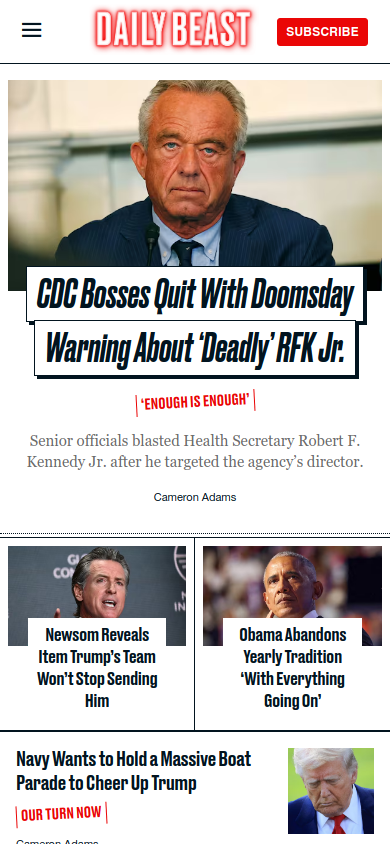 DAILY BEAST
SUBSCRIBE
CDC Bosses Quit With Doomsday
Warning About ‘Deadly’ RFK Jr.
‘ENOUGH IS ENOUGH’
Senior officials blasted Health Secretary Robert F.
Kennedy Jr. after he targeted the agency’s director.
Cameron Adams
Newsom Reveals
Item Trump’s Team
Won’t Stop Sending
Him
Obama Abandons
Yearly Tradition
‘With Everything
Going On’
Navy Wants to Hold a Massive Boat
Parade to Cheer Up Trump
OUR TURN NOW
Cameron Adams